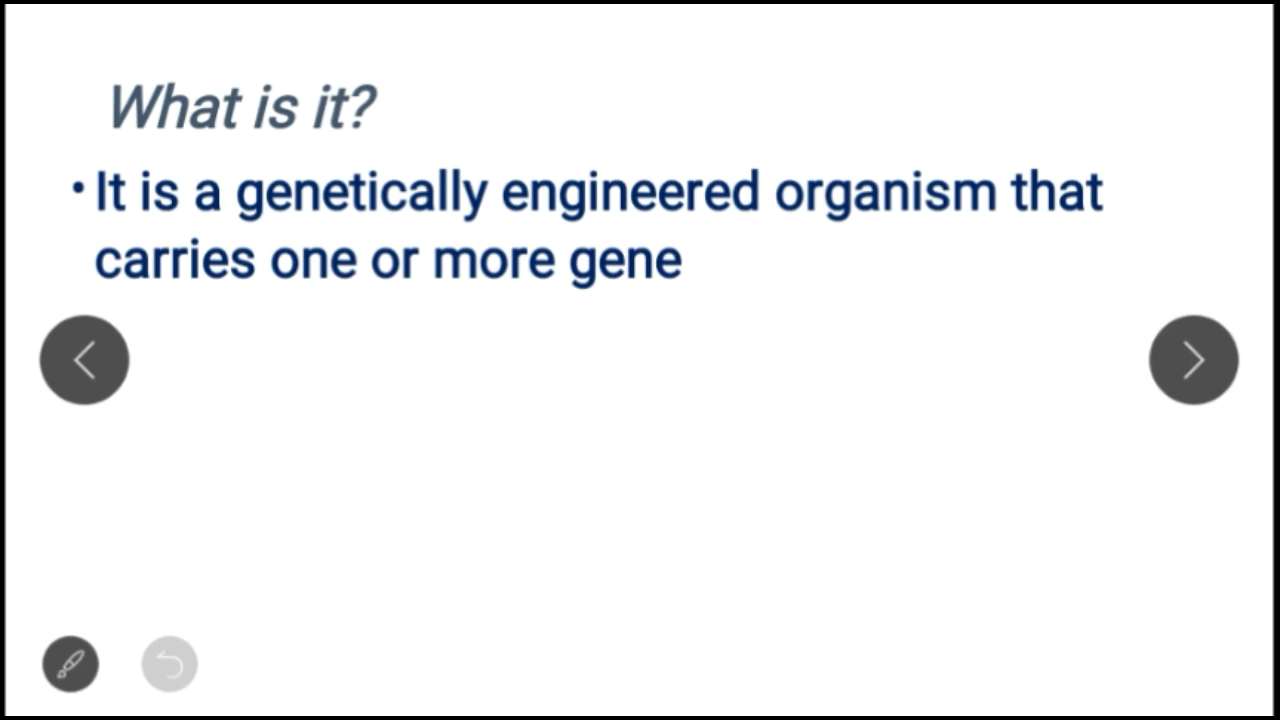 What is it?
• It is a genetically engineered organism that
carries one or more gene